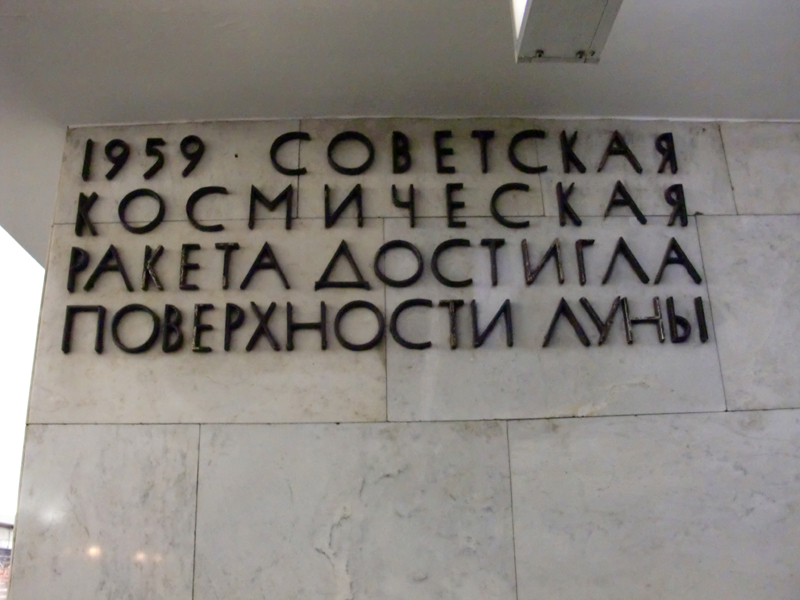 1959 СОВЕТСКАЯ
КОСМИЧЕСКАЯ
РАКЕТА ДОСТИГЛА
ПОВЕРХНОСТИ ЛУНЫ